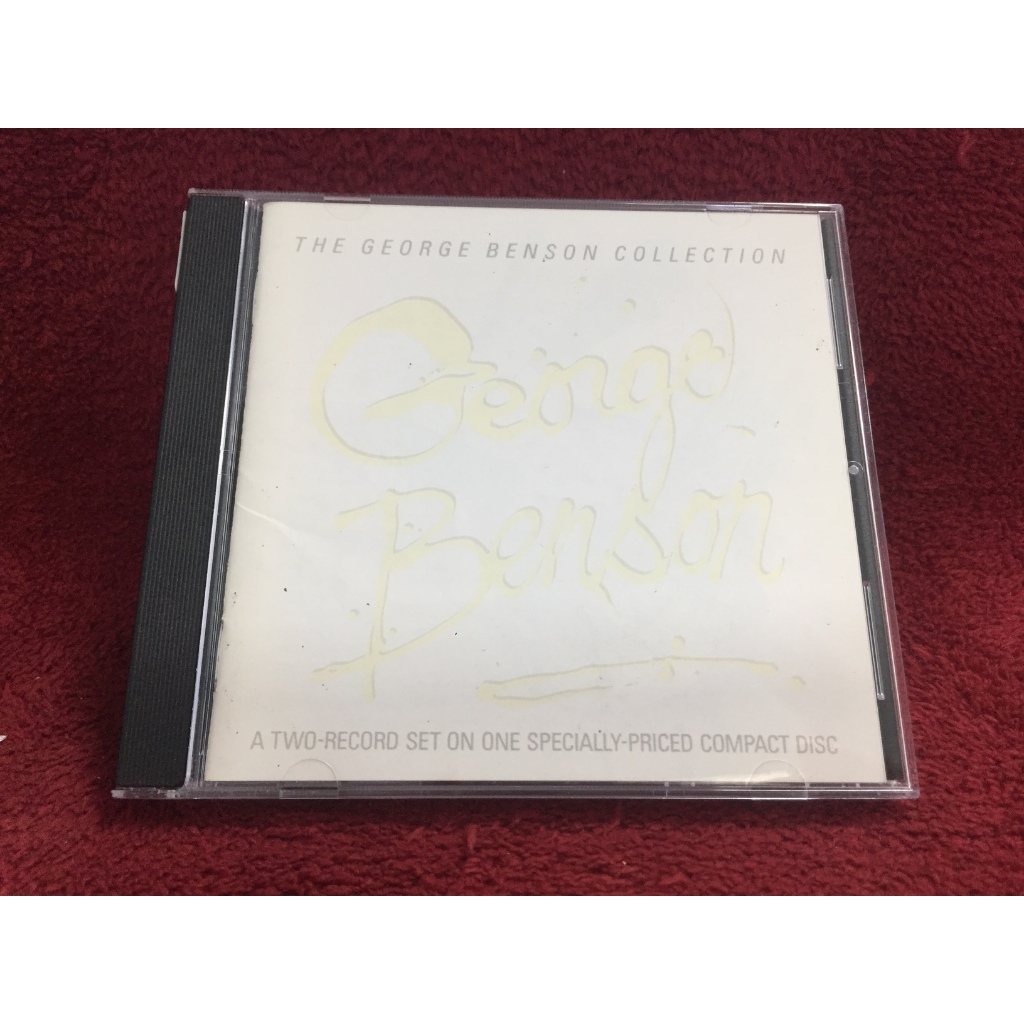 THE GEORGE BENSON COLLECTION
George
Benson
A TWO-RECORD SET ON ONE SPECIALLY-PRICED COMPACT DISC